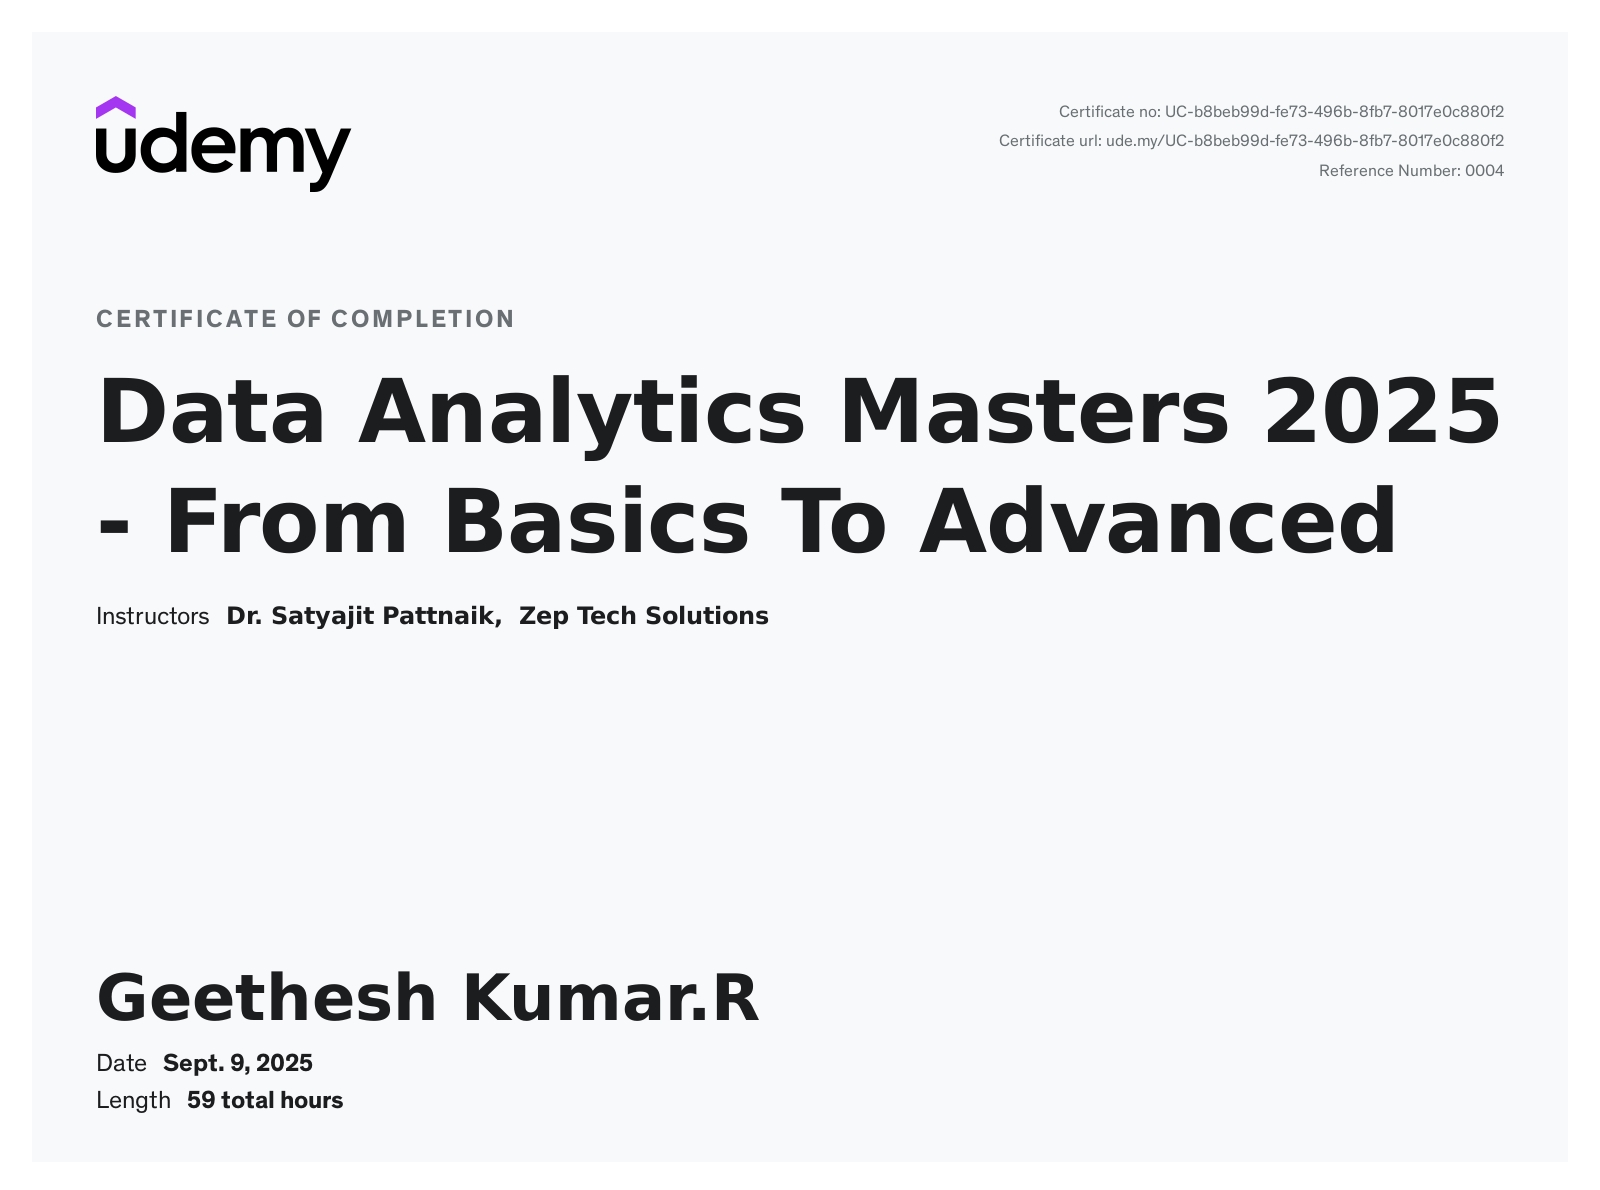 udemy
Certificate no: UC-b8beb99d-fe73-496b-8fb7-8017e0c880f2
Certificate url: ude.my/UC-b8beb99d-fe73-496b-8fb7-8017e0c880f2
Reference Number: 0004
CERTIFICATE OF COMPLETION
Data Analytics Masters 2025
- From Basics To Advanced
Instructors Dr. Satyajit Pattnaik, Zep Tech Solutions
Geethesh Kumar.R
Date Sept. 9, 2025
Length 59 total hours